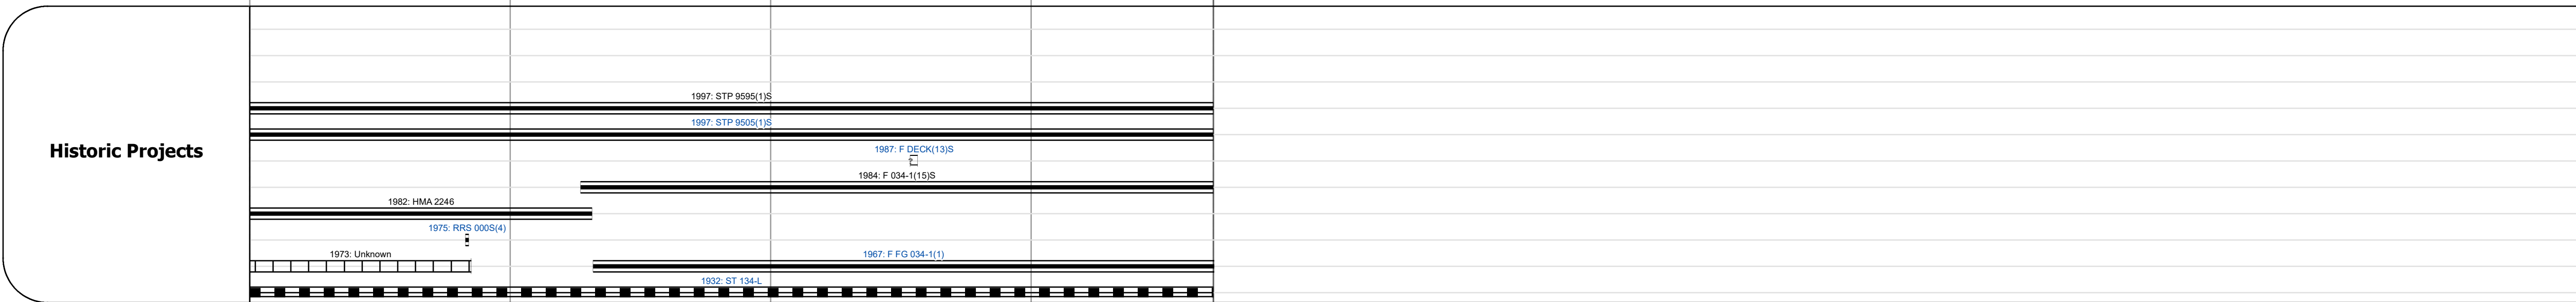 Historic Projects
1997: STP 9595(1)S
1997: STP 9505(1)S
1987: F DECK(13)S
1984: F 034-1(15)S
1982: HMA 2246
1975: RRS 000S(4)
1973: Unknown
1967: F FG 034-1(1)
1932: ST 134-L